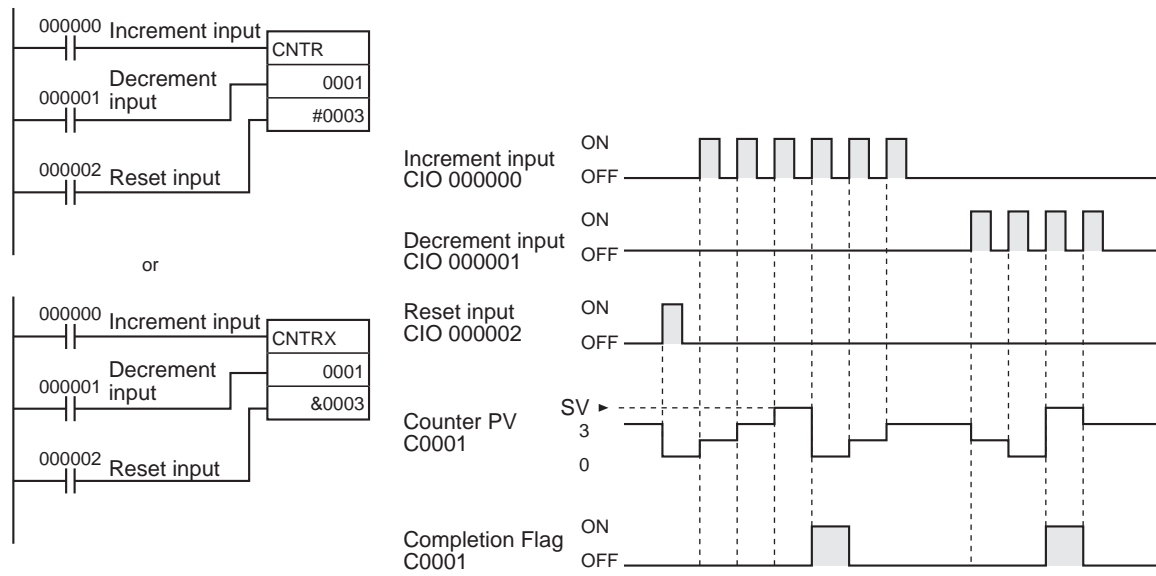 000000 Increment input
CNTR
Decrement
input
000001
0001
#0003
000002 Reset input
or
000000 Increment input
CNTRX
Decrement
input
000001
0001
&0003
000002 Reset input
Increment input
CIO 000000
ON
OFF
Decrement input
CIO 000001
ON
OFF
Reset input
CIO 000002
ON
OFF
Counter PV
C0001
SV
3
0
Completion Flag
C0001
ON
OFF